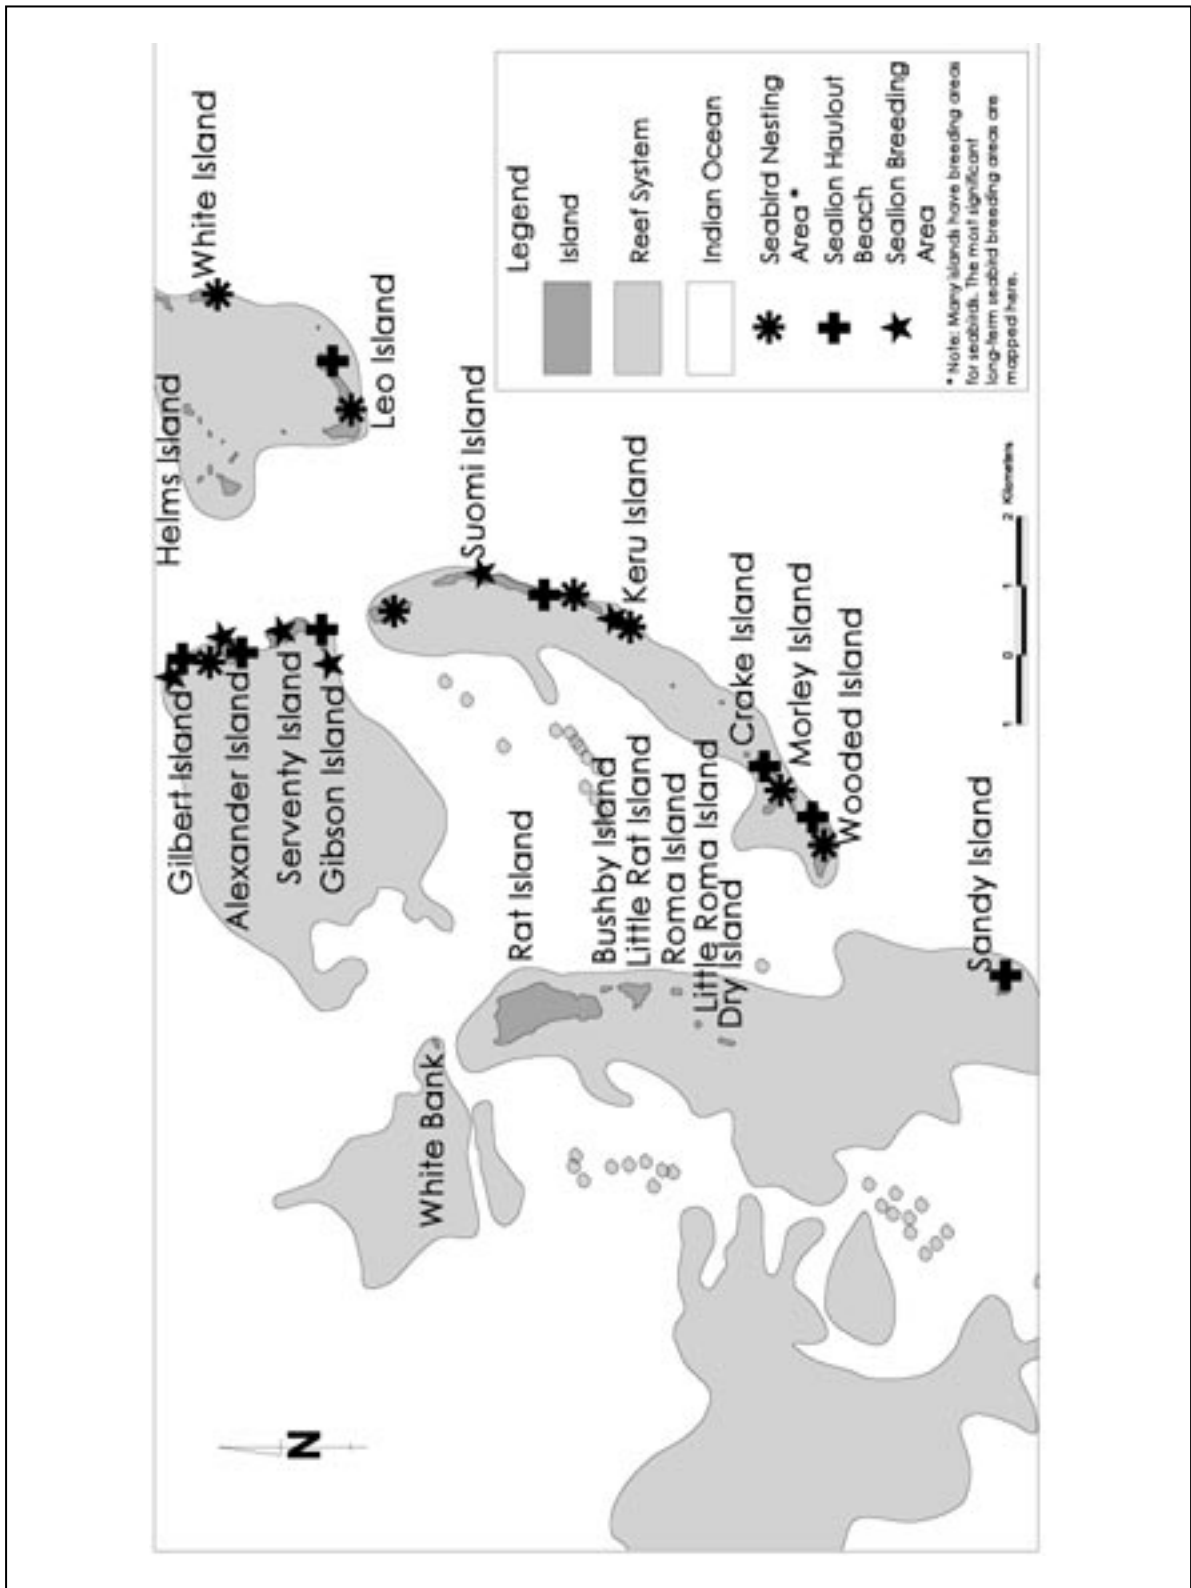 White Island
Helms Island
Leo Island
Gilbert Island
Alexander Island
Serventy Island
Gibson Island
Suomi Island
Keru Island
White Bank
Rat Island
Bushby Island
Little Rat Island
Roma Island
Little Roma Island
Dry Island
Crake Island
Morley Island
Wooded Island
Sandy Island
N
1 0 1 2
Kilometers
Legend
Island
Reef System
Indian Ocean
Seabird Nesting
Area *
Sealion Haulout
Beach
Sealion Breeding
Area
* Note: Many islands have breeding areas
for seabirds. The most significant
long-term seabird breeding areas are
mapped here.